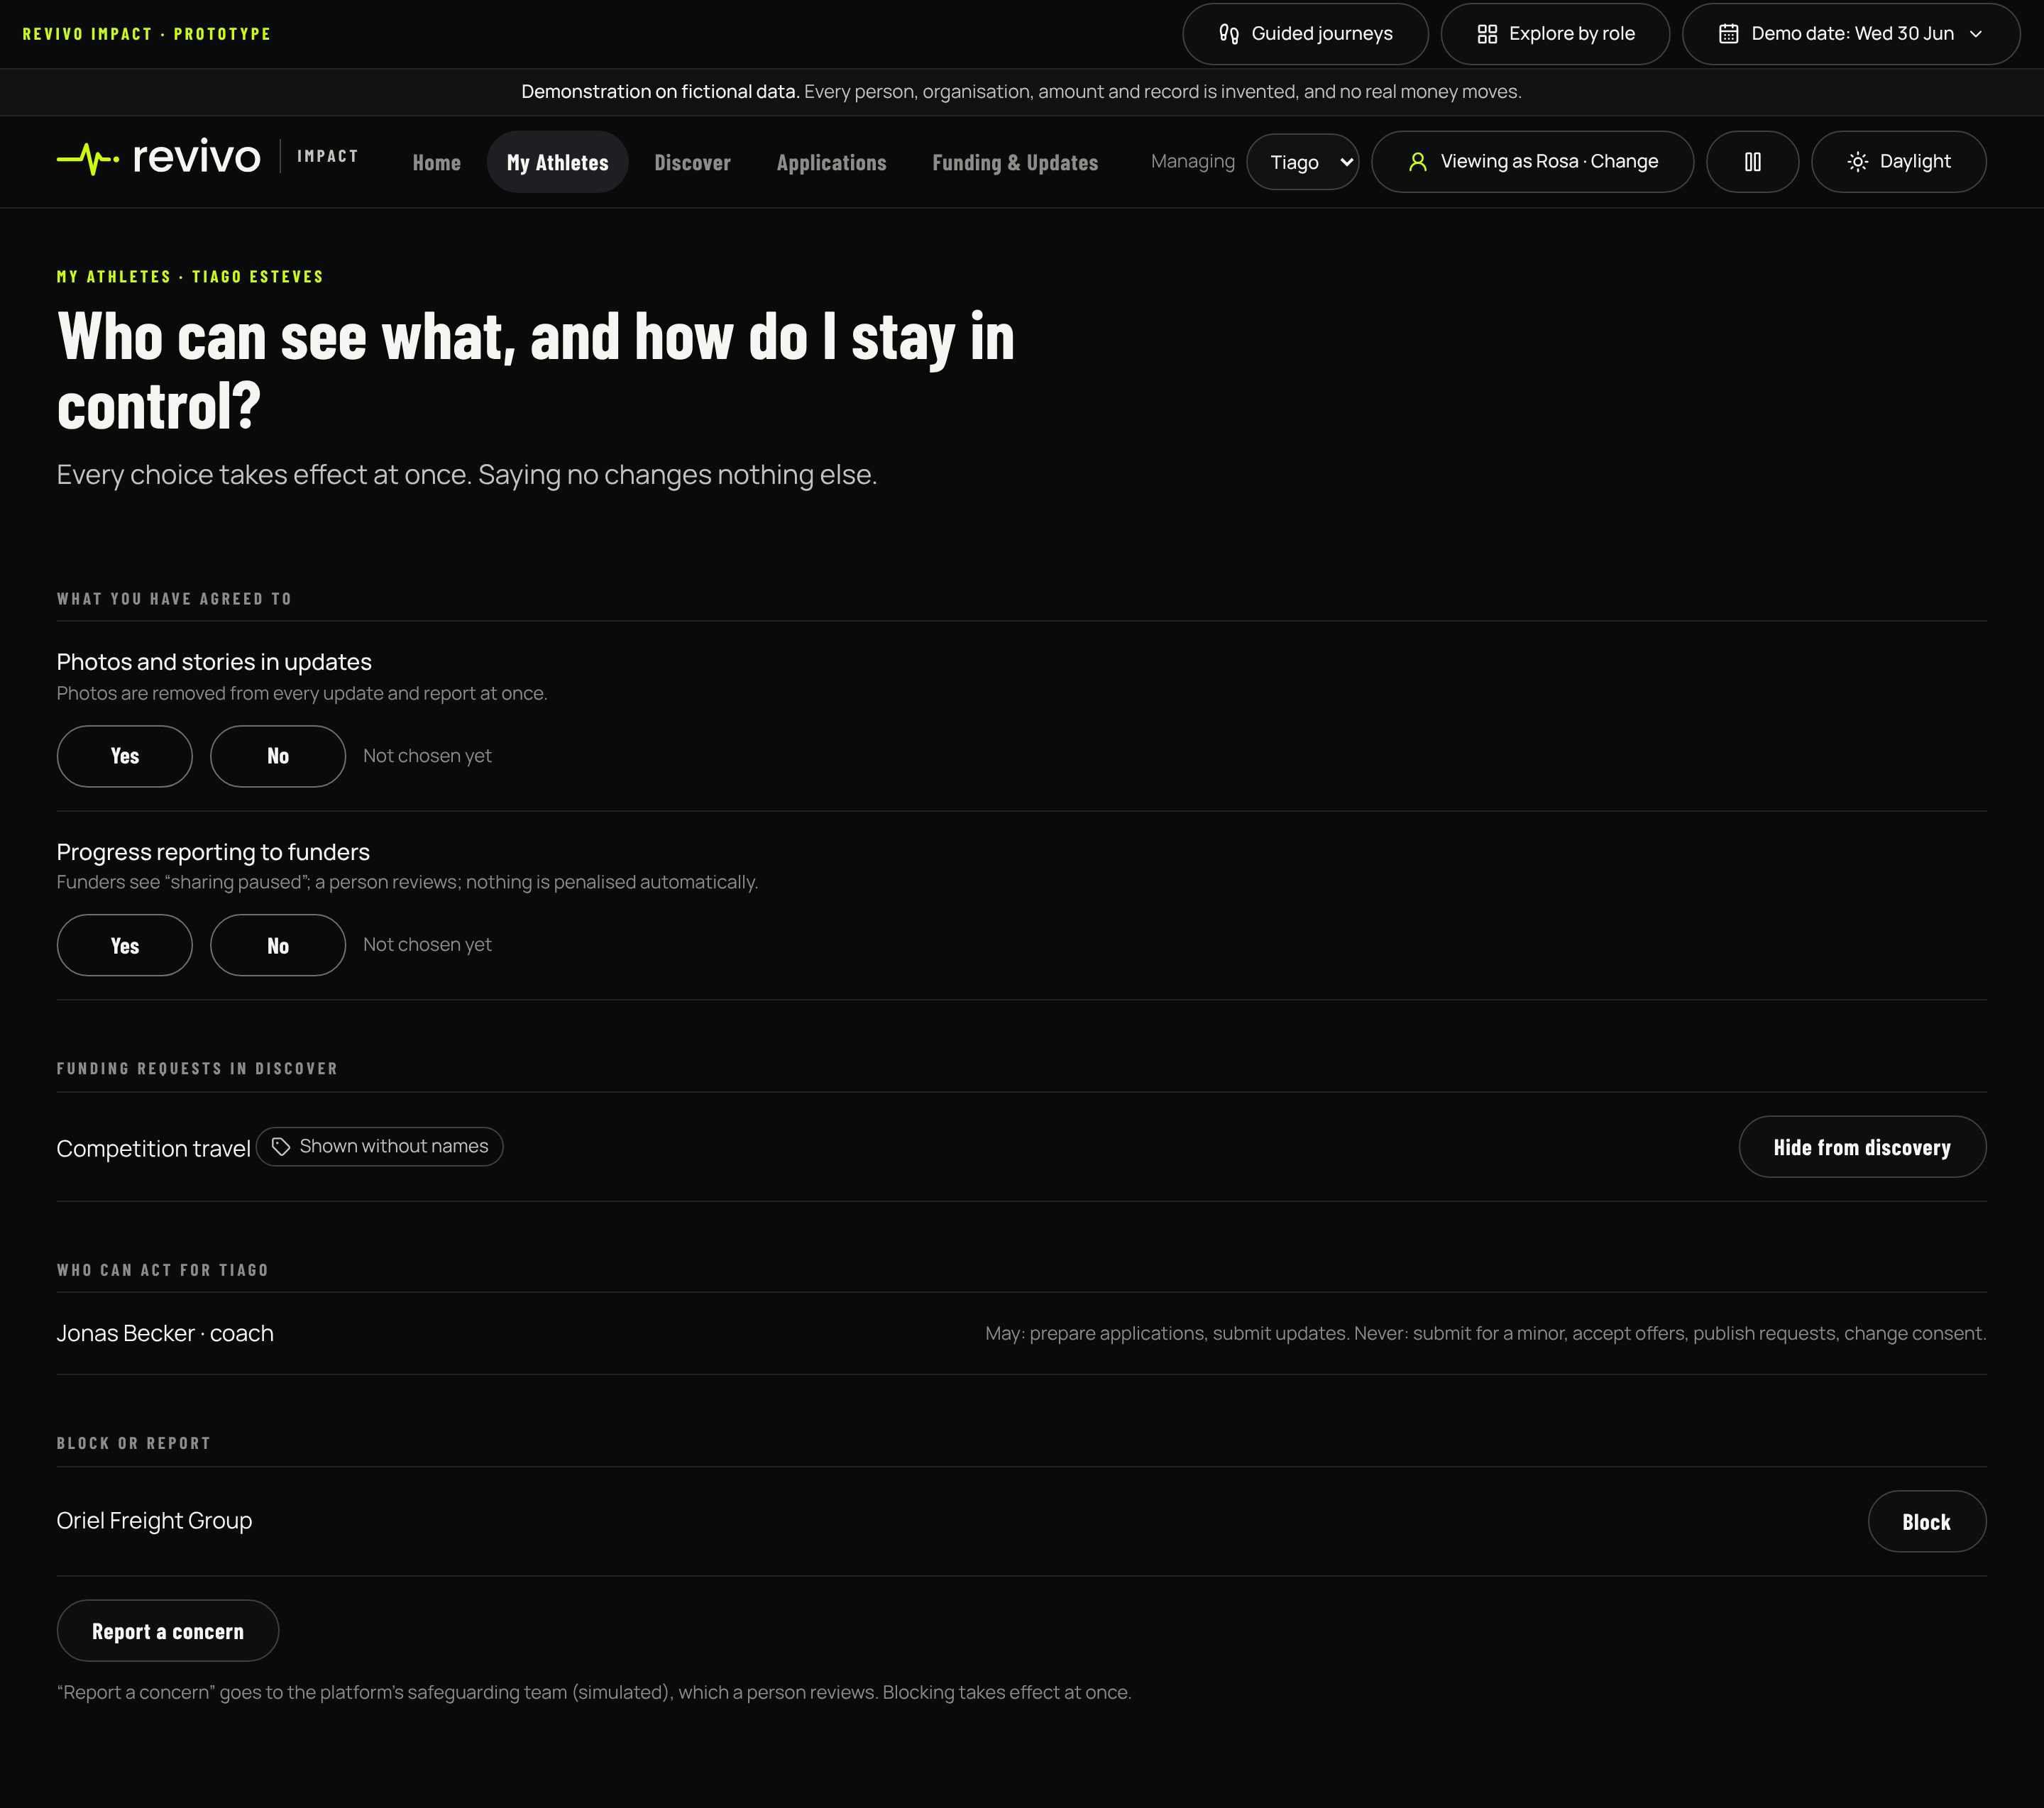 REVIVO IMPACT · PROTOTYPE
Guided journeys
Explore by role
Demo date: Wed 30 Jun
Demonstration on fictional data. Every person, organisation, amount and record is invented, and no real money moves.
revivo
IMPACT
Home
My Athletes
Discover
Applications
Funding & Updates
Managing
Tiago
Viewing as Rosa · Change
Daylight
MY ATHLETES · TIAGO ESTEVES
Who can see what, and how do I stay in
control?
Every choice takes effect at once. Saying no changes nothing else.
WHAT YOU HAVE AGREED TO
Photos and stories in updates
Photos are removed from every update and report at once.
Yes
No
Not chosen yet
Progress reporting to funders
Funders see “sharing paused”; a person reviews; nothing is penalised automatically.
Yes
No
Not chosen yet
FUNDING REQUESTS IN DISCOVER
Competition travel
Shown without names
Hide from discovery
WHO CAN ACT FOR TIAGO
Jonas Becker · coach
May: prepare applications, submit updates. Never: submit for a minor, accept offers, publish requests, change consent.
BLOCK OR REPORT
Oriel Freight Group
Block
Report a concern
“Report a concern” goes to the platform’s safeguarding team (simulated), which a person reviews. Blocking takes effect at once.